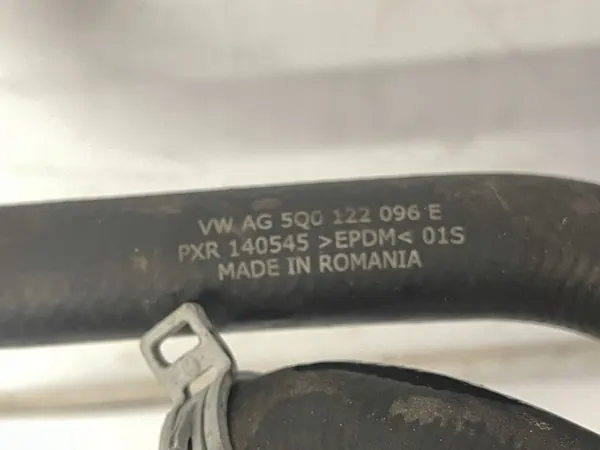 VW AG 5Q0 122 096 E
PXR 140545 >EPDM< 01S
MADE IN ROMANIA